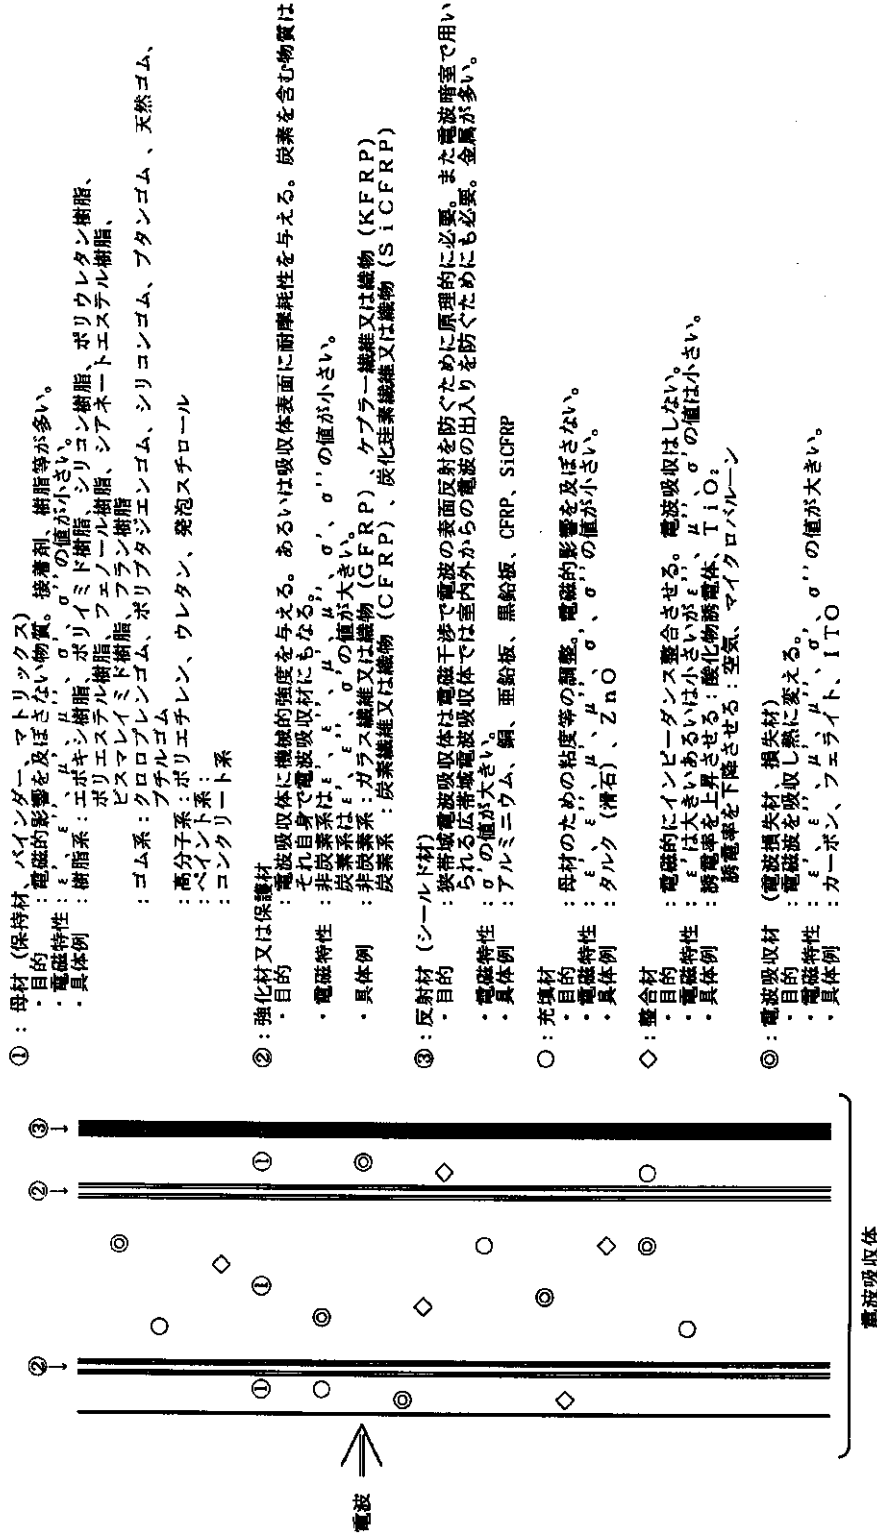 ①:母材(保持材、バインダー、マトリックス)
・目的 :電磁的影響を及ぼさない物質。接着剤、樹脂等が多い。
・電磁特性:ε'、ε''、μ'、μ''、σ'、σ''の値が小さい。
・具体例 :樹脂系:エポキシ樹脂、ポリイミド樹脂、シリコン樹脂、ポリウレタン樹脂、
ポリエステル樹脂、フェノール樹脂、シアネートエステル樹脂、
ビスマレイミド樹脂、フラン樹脂
:ゴム系:クロロプレンゴム、ポリブタジエンゴム、シリコンゴム、ブタンゴム、天然ゴム、
ブチルゴム
:高分子系:ポリエチレン、ウレタン、発泡スチロール
:ペイント系:
:コンクリート系
②:強化材又は保護材
・目的 :電波吸収体に機械的強度を与える。あるいは吸収体表面に耐摩耗性を与える。炭素を含む物質は
それ自身で電波吸収材にもなる。
・電磁特性:非炭素系はε'、ε''、μ'、μ''、σ'、σ''の値が小さい。
炭素系はε'、ε''、σ'の値が大きい。
・具体例 :非炭素系:ガラス繊維又は織物(GFRP)、ケブラー繊維又は織物(KFRP)
炭素系:炭素繊維又は織物(CFRP)、炭化珪素繊維又は織物(SiCFRP)
③:反射材(シールド材)
・目的 :狭帯域電波吸収体は電磁干渉で電波の表面反射を防ぐために原理的に必要。また電波暗室で用い
られる広帯域電波吸収体では室内外からの電波の出入りを防ぐためにも必要。金属が多い。
・電磁特性:σ'の値が大きい。
・具体例 :アルミニウム、銅、亜鉛板、黒鉛板、CFRP、SiCFRP
○:充填材
・目的 :母材のための粘度等の調整。電磁的影響を及ぼさない。
・電磁特性:ε'、ε''、μ'、μ''、σ'、σ''の値が小さい。
・具体例 :タルク(滑石)、ZnO
◇:整合材
・目的 :電磁的にインピーダンス整合させる。電波吸収はしない。
・電磁特性:ε'は大きいあるいは小さいがε''、μ''、σ'の値は小さい。
・具体例 :誘電率を上昇させる:酸化物誘電体、TiO₂
誘電率を下降させる:空気、マイクロバルーン
◎:電波吸収材(電波損失材、損失材)
・目的 :電磁波を吸収し熱に変える。
・電磁特性:ε'、ε''、μ'、μ''、σ'、σ''の値が大きい。
・具体例 :カーボン、フェライト、ITO
② ② ③
① ① ①
電波
電波吸収体